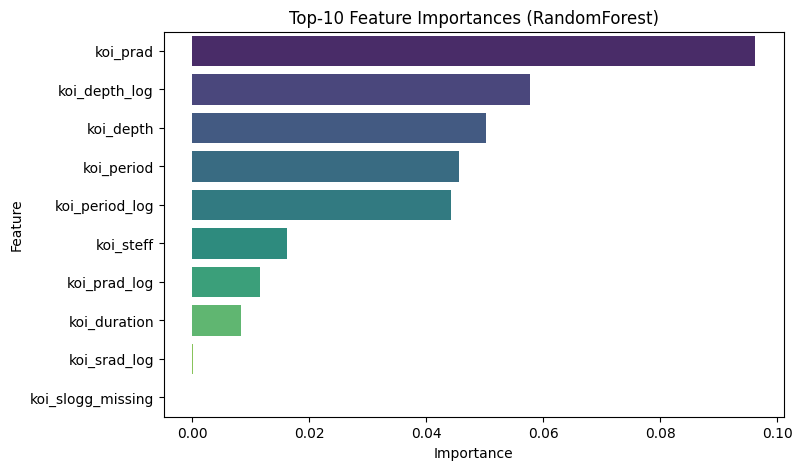 Top-10 Feature Importances (RandomForest)
koi_prad
koi_depth_log
koi_depth
koi_period
koi_period_log
koi_steff
koi_prad_log
koi_duration
koi_srad_log
koi_slogg_missing
Feature
0.00 0.02 0.04 0.06 0.08 0.10
Importance